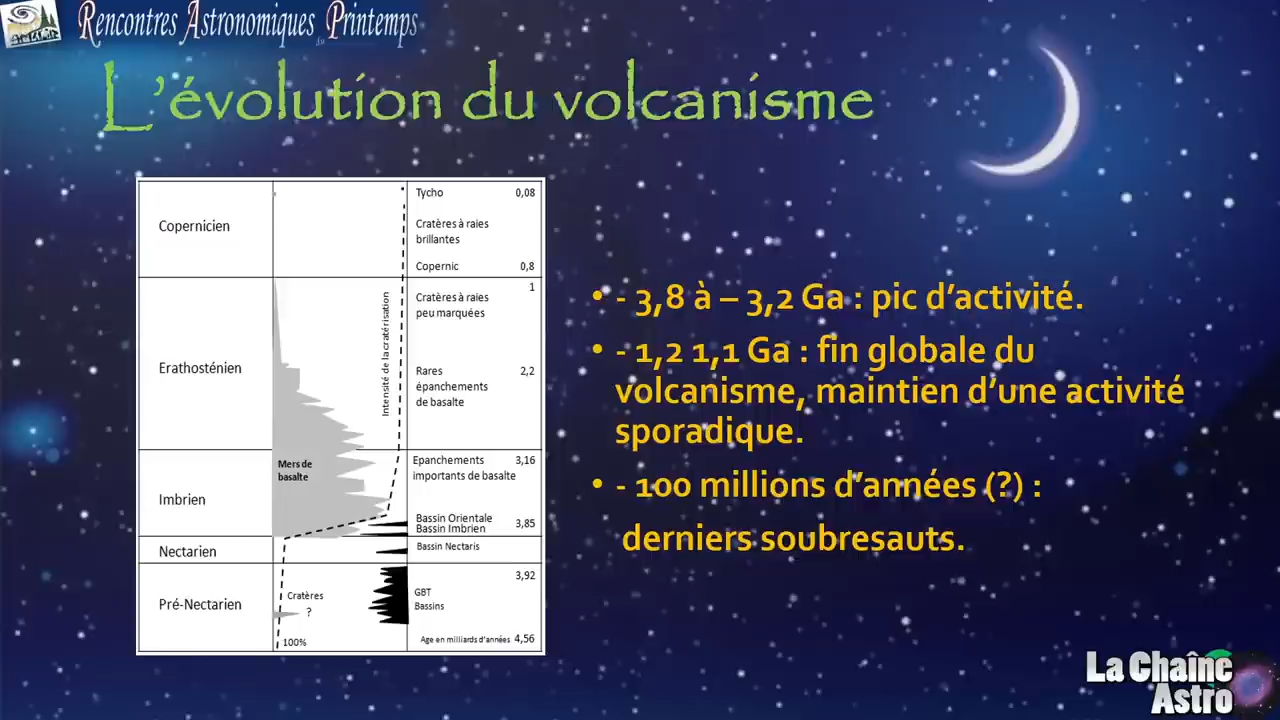 Rencontres Astronomiques du Printemps
L'évolution du volcanisme
Copernicien
Tycho 0,08
Cratères à raies
brillantes
Copernic 0,8
Erathosténien
1
Cratères à raies
peu marquées
Intensité de la cratérisation
Rares 2,2
épanchements
de basalte
Imbrien
Mers de
basalte
Epanchements 3,16
importants de basalte
Bassin Orientale 3,85
Bassin Imbrien
Nectarien
Bassin Nectaris
Pré-Nectarien
3,92
Cratères
?
GBT
Bassins
100%
Age en milliards d'années 4,56
• - 3,8 à – 3,2 Ga : pic d'activité.
• - 1,2 1,1 Ga : fin globale du
volcanisme, maintien d'une activité
sporadique.
• - 100 millions d'années (?) :
derniers soubresauts.
La Chaîne
Astro